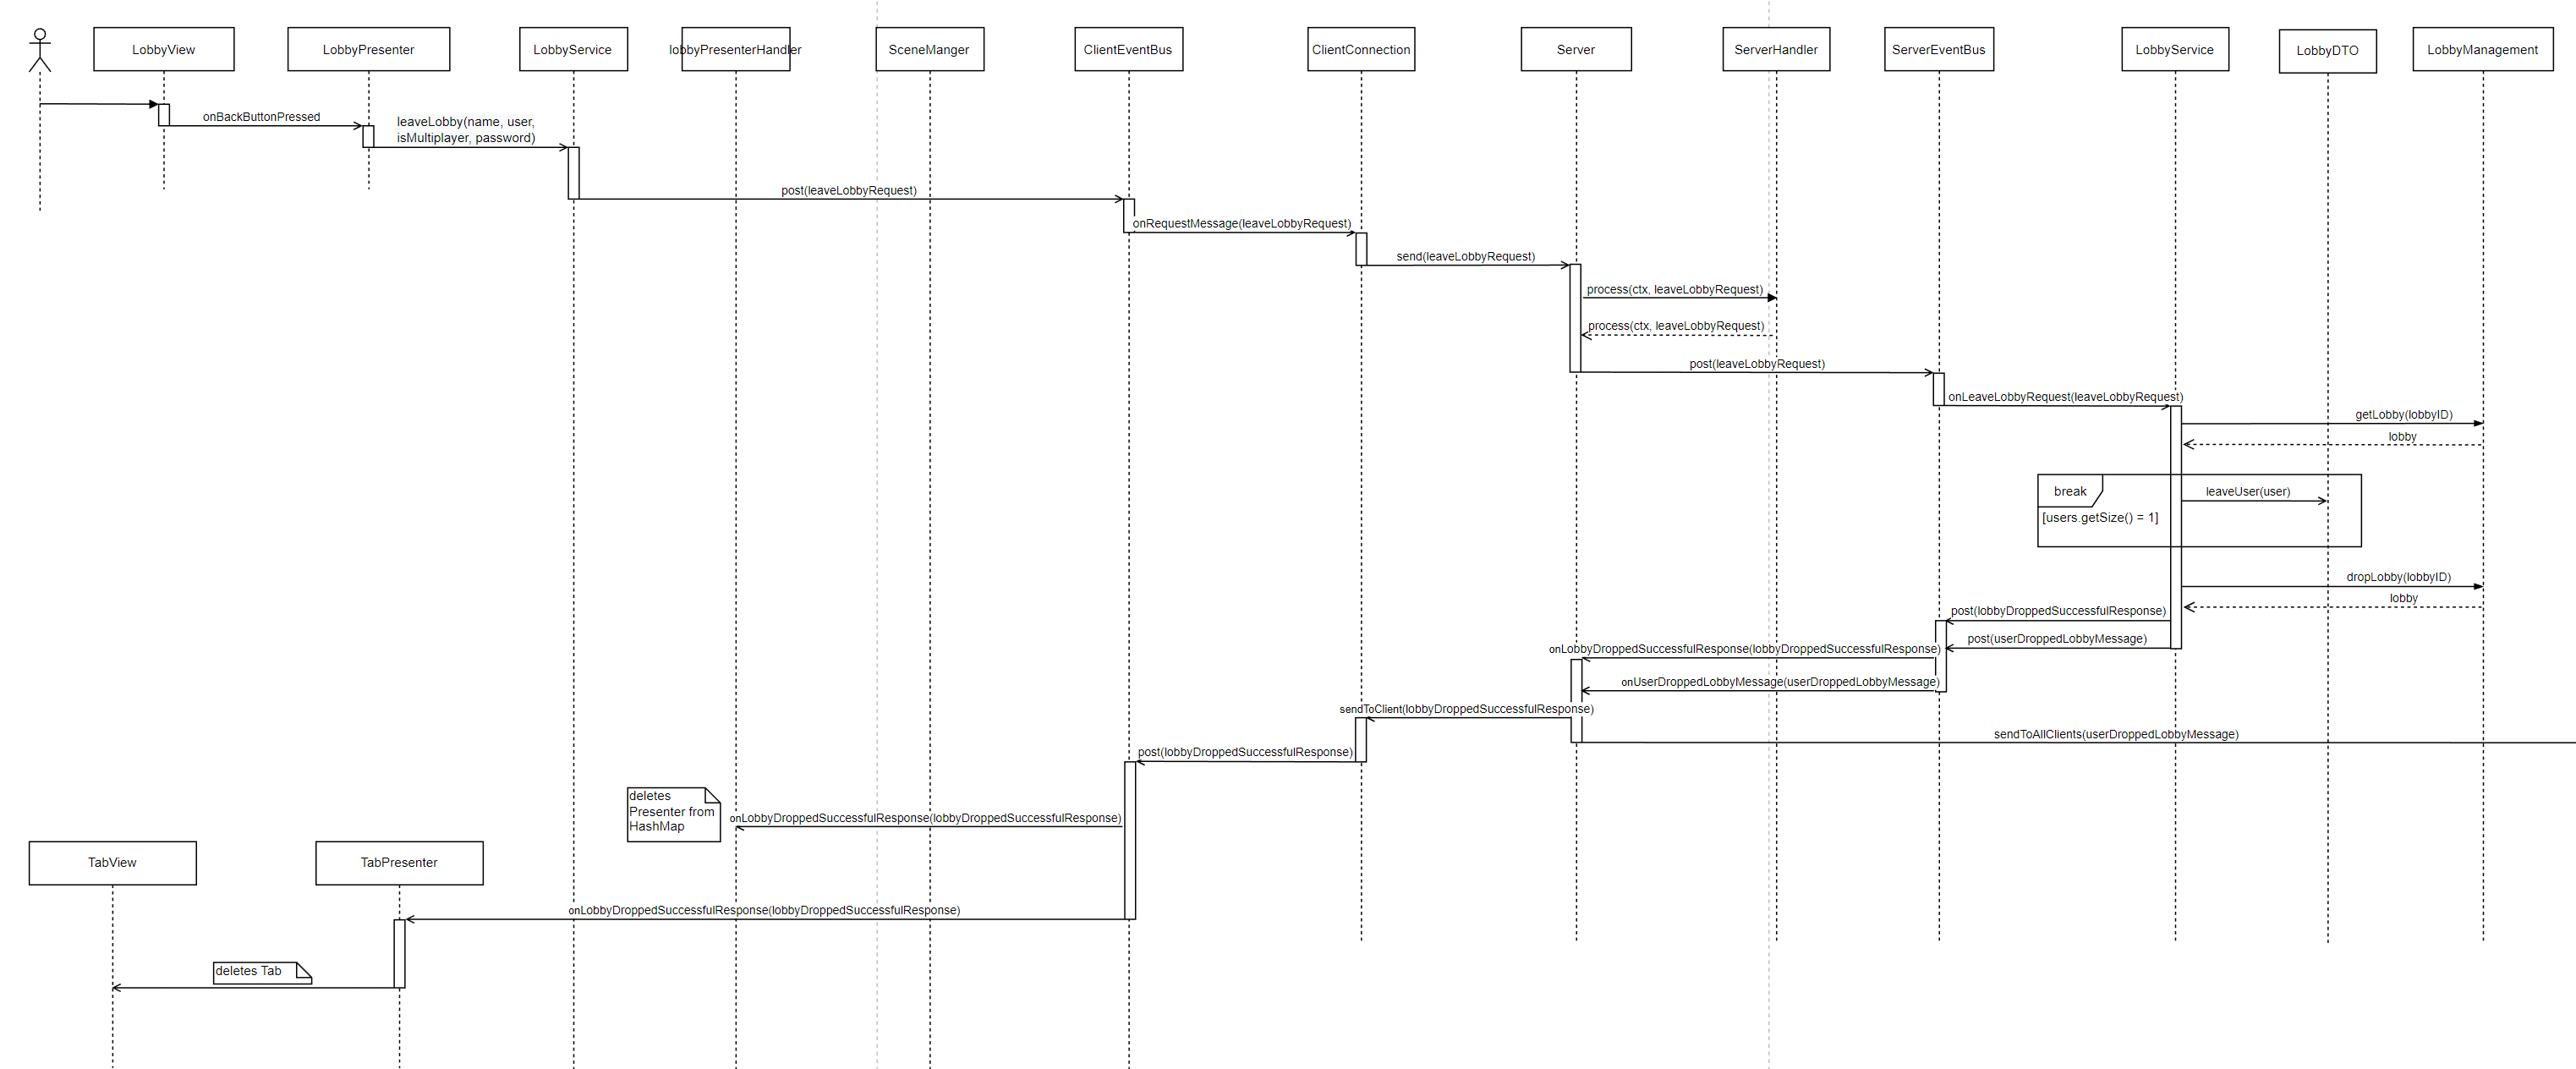 LobbyView
LobbyPresenter
LobbyService
lobbyPresenterHandler
SceneManger
ClientEventBus
ClientConnection
Server
ServerHandler
ServerEventBus
LobbyService
LobbyDTO
LobbyManagement
onBackButtonPressed
leaveLobby(name, user,
isMultiplayer, password)
post(leaveLobbyRequest)
onRequestMessage(leaveLobbyRequest)
send(leaveLobbyRequest)
process(ctx, leaveLobbyRequest)
process(ctx, leaveLobbyRequest)
post(leaveLobbyRequest)
onLeaveLobbyRequest(leaveLobbyRequest)
getLobby(lobbyID)
lobby
break
leaveUser(user)
[users.getSize() = 1]
dropLobby(lobbyID)
lobby
post(lobbyDroppedSuccessfulResponse)
post(userDroppedLobbyMessage)
onLobbyDroppedSuccessfulResponse(lobbyDroppedSuccessfulResponse)
onUserDroppedLobbyMessage(userDroppedLobbyMessage)
sendToClient(lobbyDroppedSuccessfulResponse)
sendToAllClients(userDroppedLobbyMessage)
post(lobbyDroppedSuccessfulResponse)
deletes
Presenter from
HashMap
onLobbyDroppedSuccessfulResponse(lobbyDroppedSuccessfulResponse)
TabView
TabPresenter
onLobbyDroppedSuccessfulResponse(lobbyDroppedSuccessfulResponse)
deletes Tab